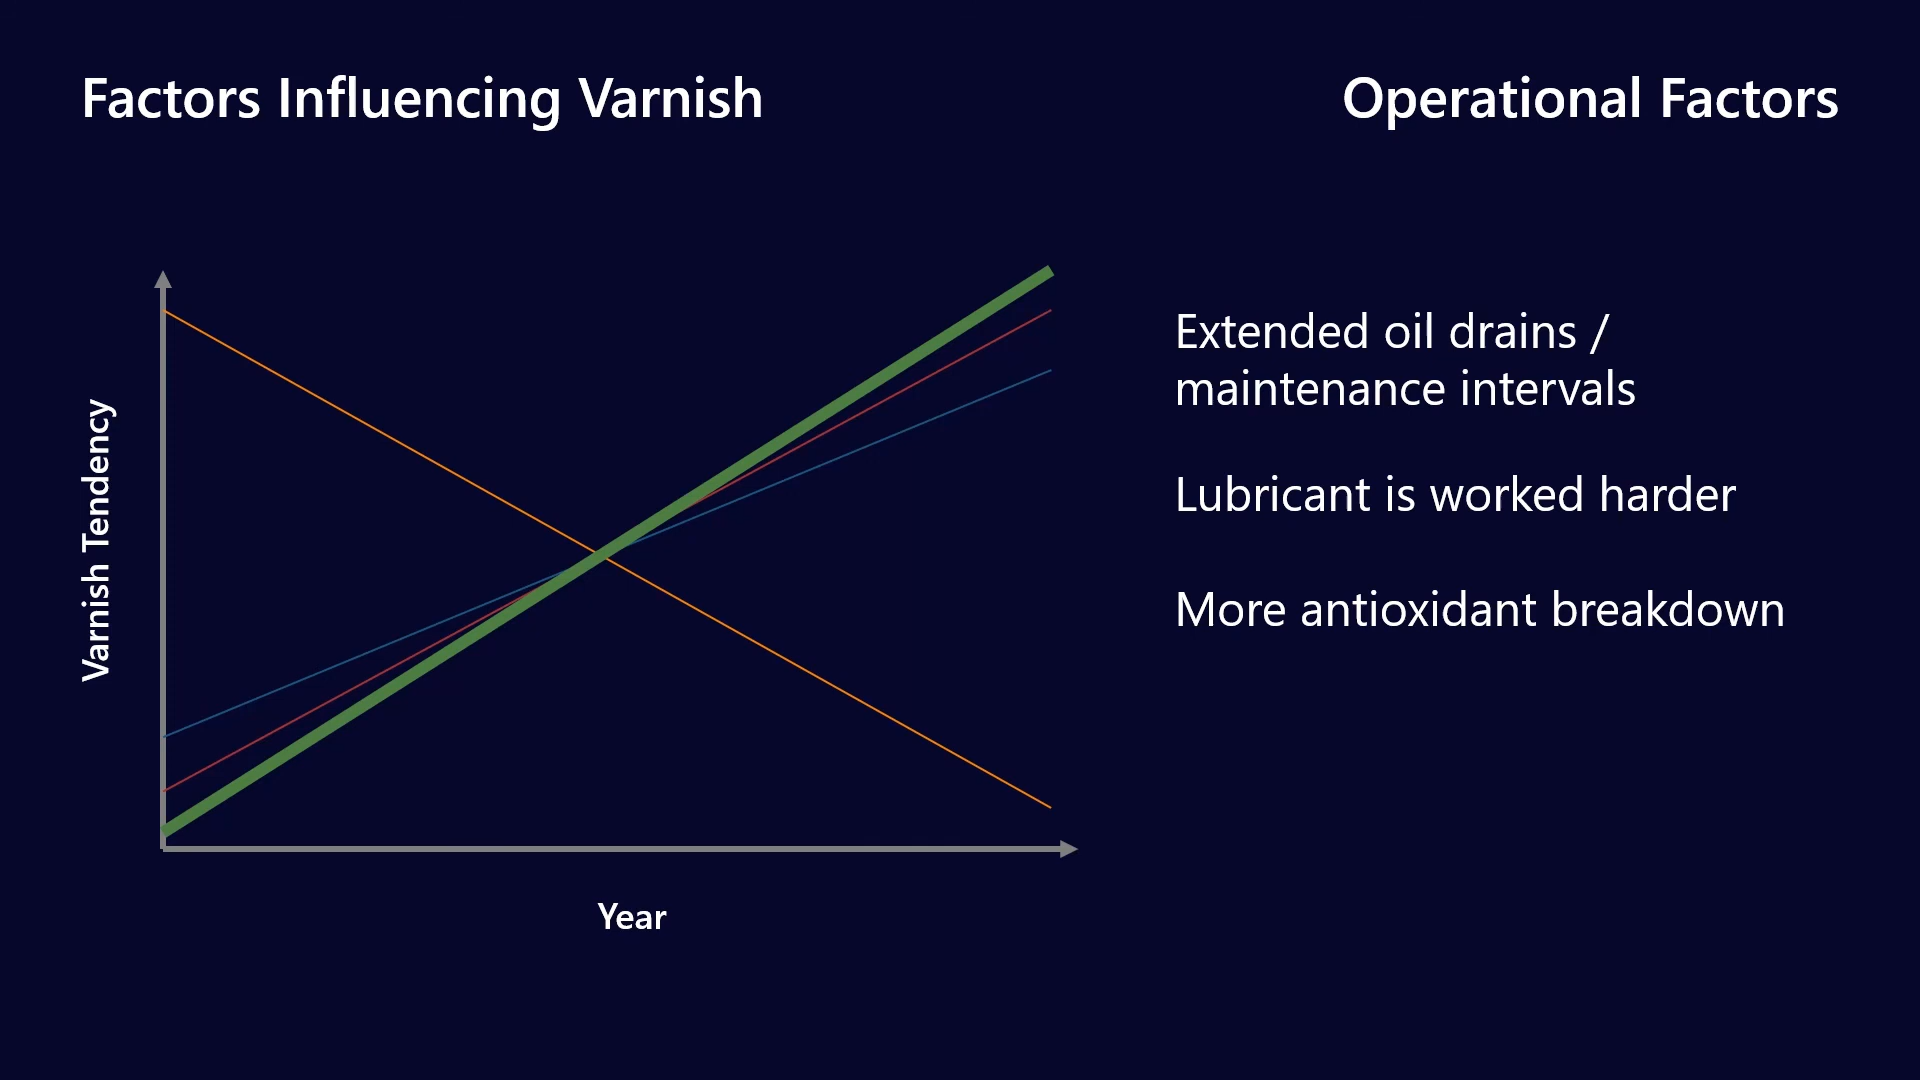 Factors Influencing Varnish
Operational Factors
Varnish Tendency
Year
Extended oil drains /
maintenance intervals
Lubricant is worked harder
More antioxidant breakdown